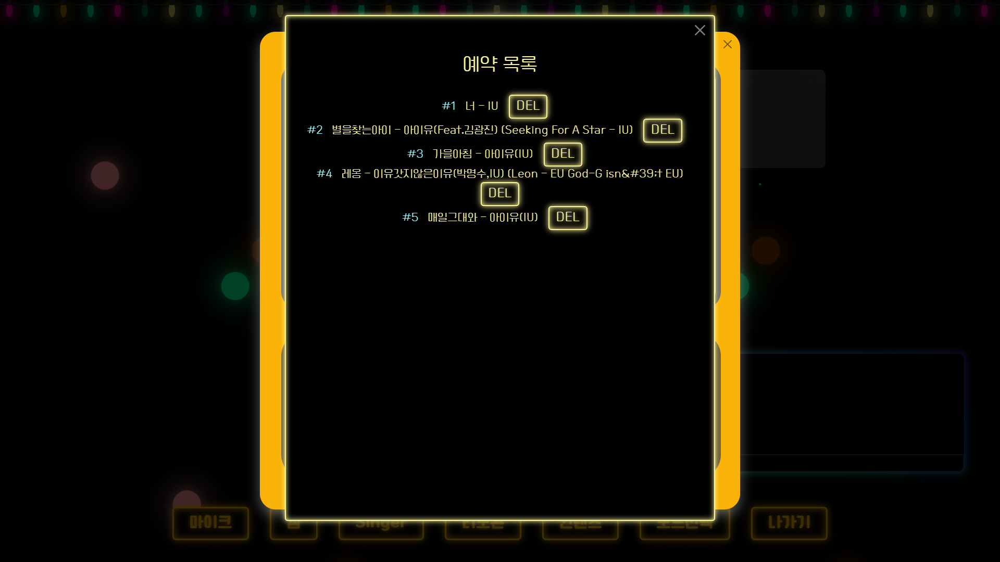 예약 목록
#1 너 - IU DEL
#2 별을찾는아이 - 아이유(Feat.김광진) (Seeking For A Star - IU) DEL
#3 가을아침 - 아이유(IU) DEL
#4 레옹 - 이유갓지않은이유(박명수,IU) (Leon - EU God-G isn&#39;t EU)
DEL
#5 매일그대와 - 아이유(IU) DEL
마이크
Singer
나가기